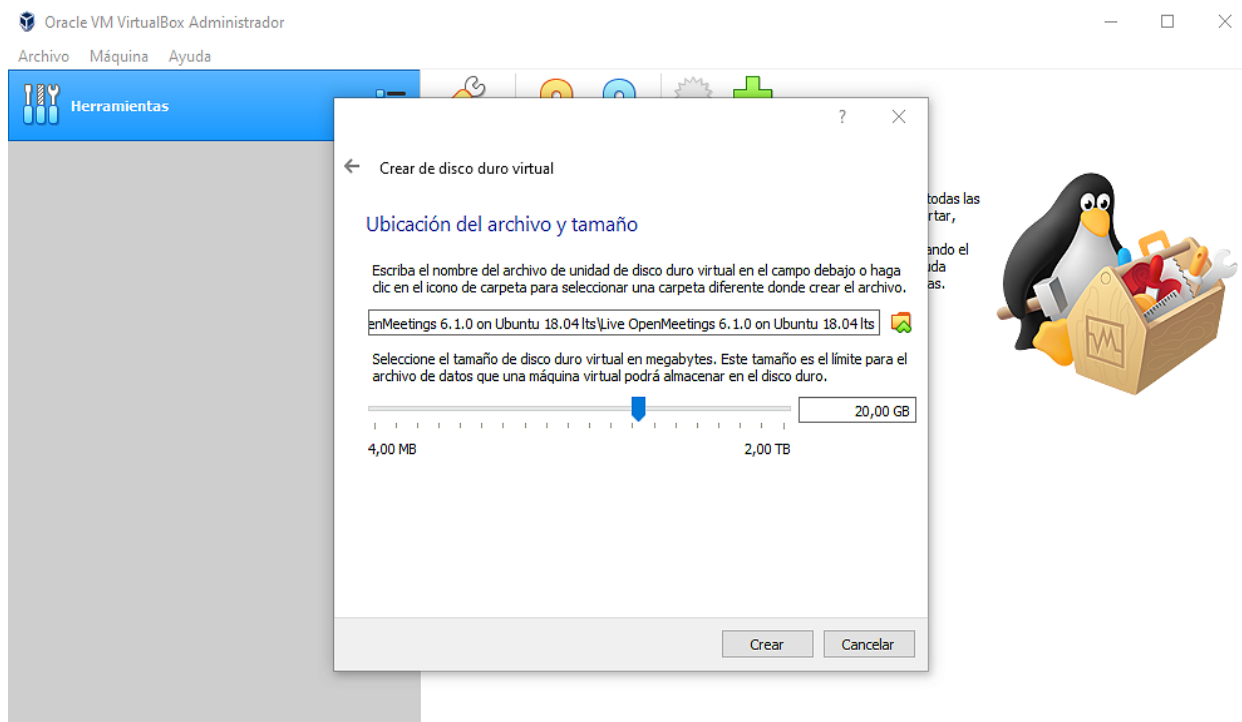 Oracle VM VirtualBox Administrador
Archivo Máquina Ayuda
Herramientas
?
Crear de disco duro virtual
todas las
rtar,
ando el
uda
as.
Ubicación del archivo y tamaño
Escriba el nombre del archivo de unidad de disco duro virtual en el campo debajo o haga
clic en el icono de carpeta para seleccionar una carpeta diferente donde crear el archivo.
enMeetings 6.1.0 on Ubuntu 18.04 lts\Live OpenMeetings 6.1.0 on Ubuntu 18.04 lts
Seleccione el tamaño de disco duro virtual en megabytes. Este tamaño es el límite para el
archivo de datos que una máquina virtual podrá almacenar en el disco duro.
20,00 GB
4,00 MB 2,00 TB
Crear Cancelar